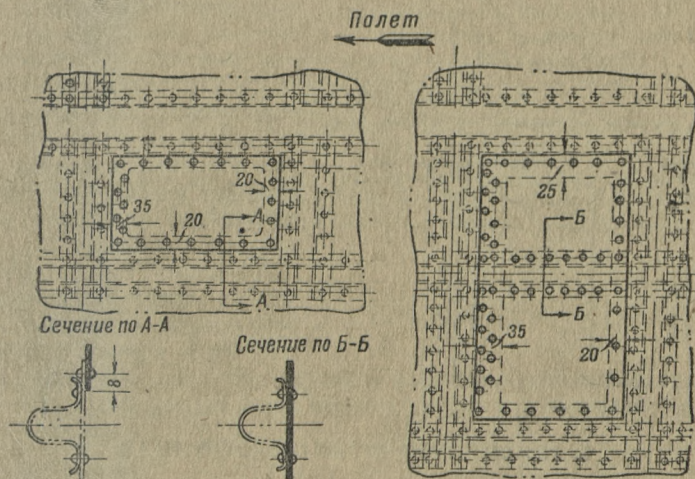 Полет
20
35
20
А
А
25
Б
Б
35
20
Сечение по А-А
Сечение по Б-Б
8